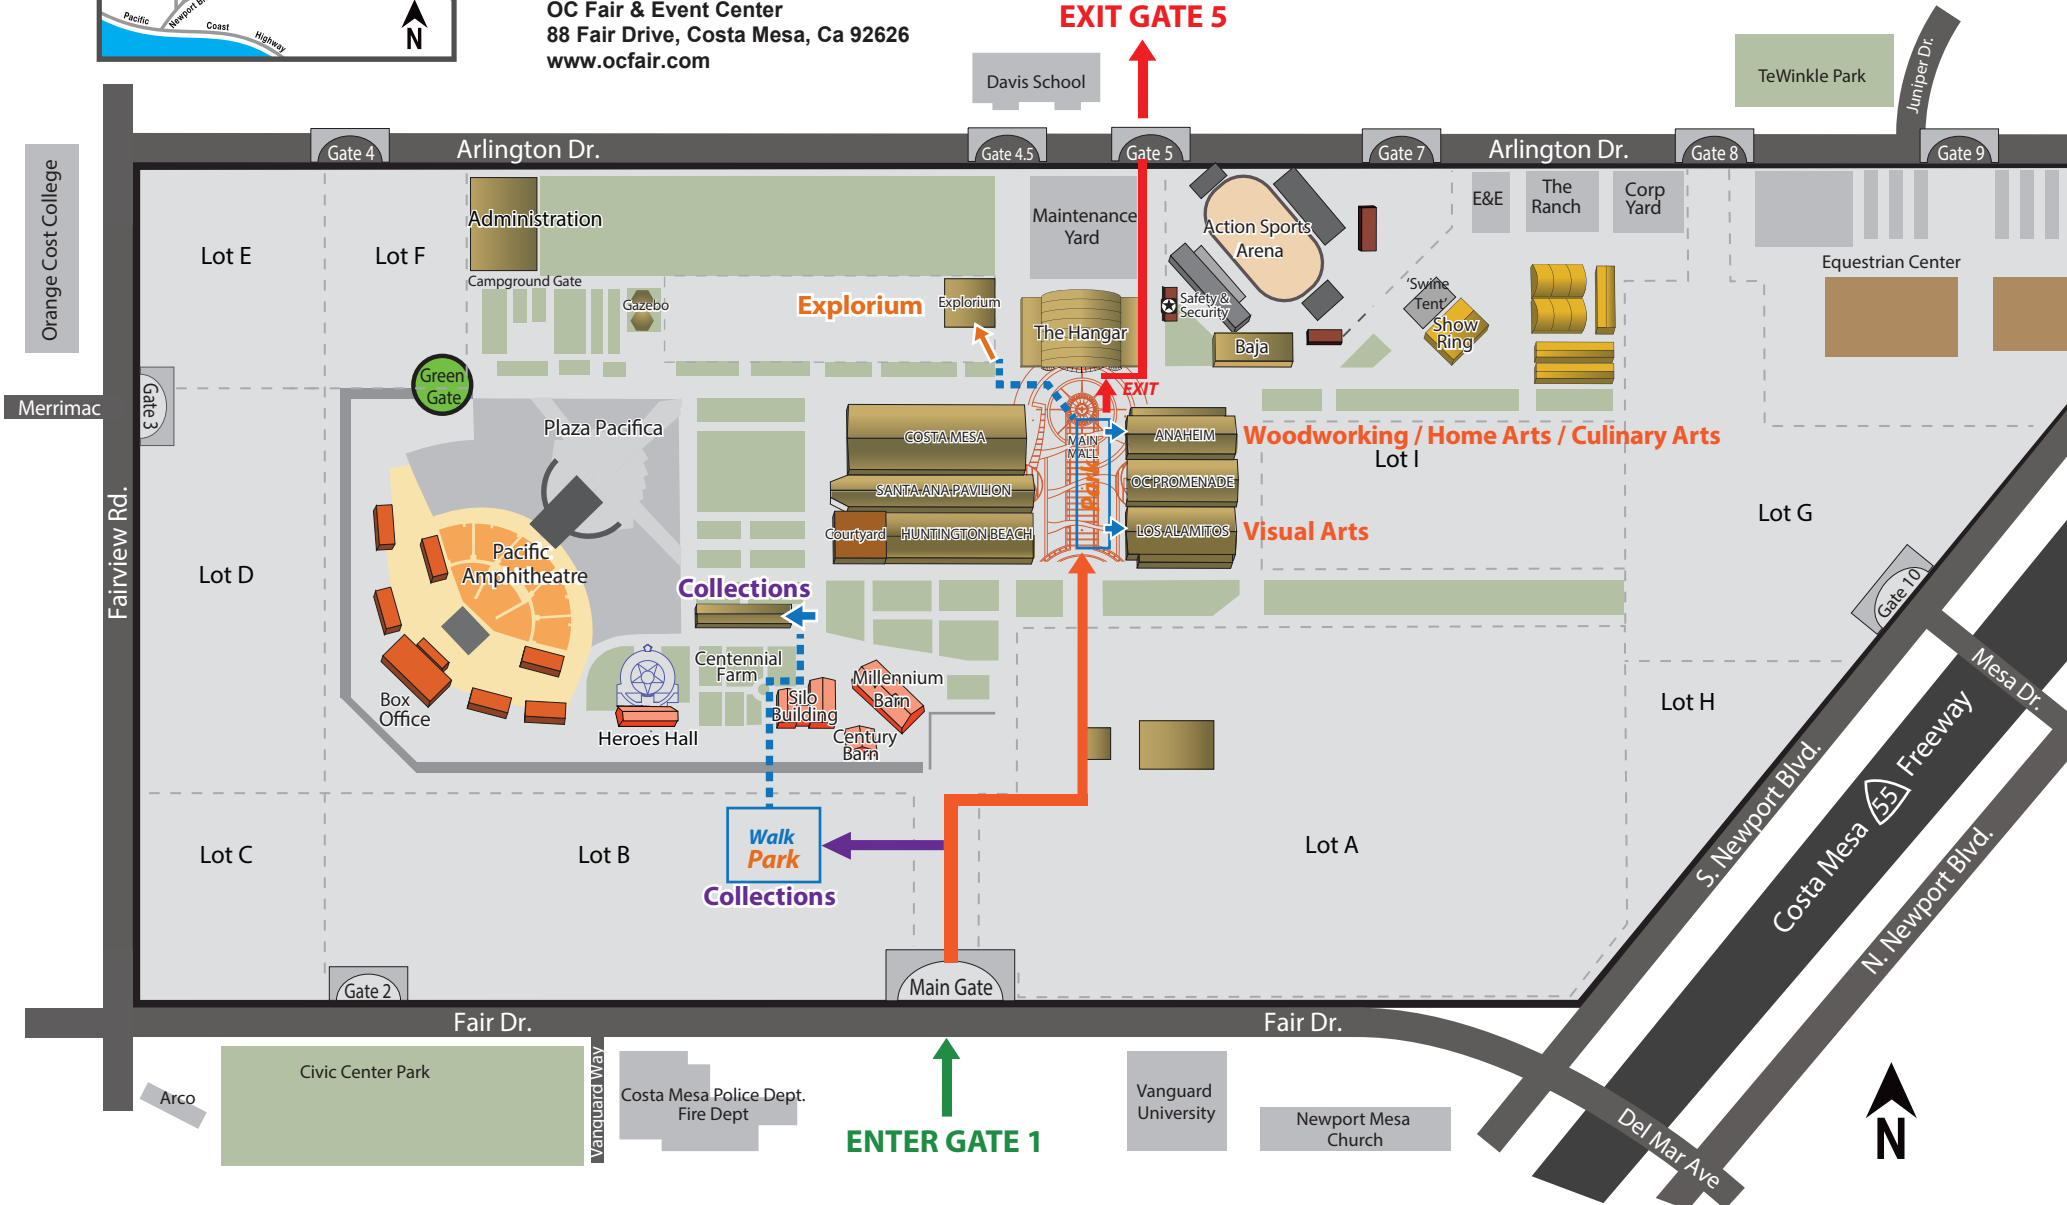 Pacific
Newport Bl
Coast
Highway
N
OC Fair & Event Center
88 Fair Drive, Costa Mesa, Ca 92626
www.ocfair.com
EXIT GATE 5
Davis School
TeWinkle Park
Juniper Dr.
Gate 4
Arlington Dr.
Gate 4.5
Gate 5
Gate 7
Arlington Dr.
Gate 8
Gate 9
Orange Cost College
Lot E
Lot F
Administration
Campground Gate
Gazebo
Explorium
Explorium
Maintenance
Yard
The Hangar
Action Sports
Arena
Safety &
Security
Baja
E&E
The
Ranch
Corp
Yard
'Swine
Tent'
Show
Ring
Equestrian Center
Green
Gate
Gate 3
Merrimac
Fairview Rd.
Plaza Pacifica
EXIT
COSTA MESA
MAIN
MALL
Park
ANAHEIM
Woodworking / Home Arts / Culinary Arts
Lot I
SANTA ANA PAVILION
OC PROMENADE
Courtyard
HUNTINGTON BEACH
LOS ALAMITOS
Visual Arts
Lot G
Gate 10
Lot D
Pacific
Amphitheatre
Collections
Box
Office
Heroes Hall
Centennial
Farm
Silo
Building
Millennium
Barn
Century
Barn
Lot H
Mesa Dr.
S. Newport Blvd.
Costa Mesa 55 Freeway
N. Newport Blvd.
Lot C
Lot B
Walk
Park
Collections
Lot A
Gate 2
Main Gate
Fair Dr.
Fair Dr.
Arco
Civic Center Park
Vanguard Way
Costa Mesa Police Dept.
Fire Dept
ENTER GATE 1
Vanguard
University
Newport Mesa
Church
Del Mar Ave
N